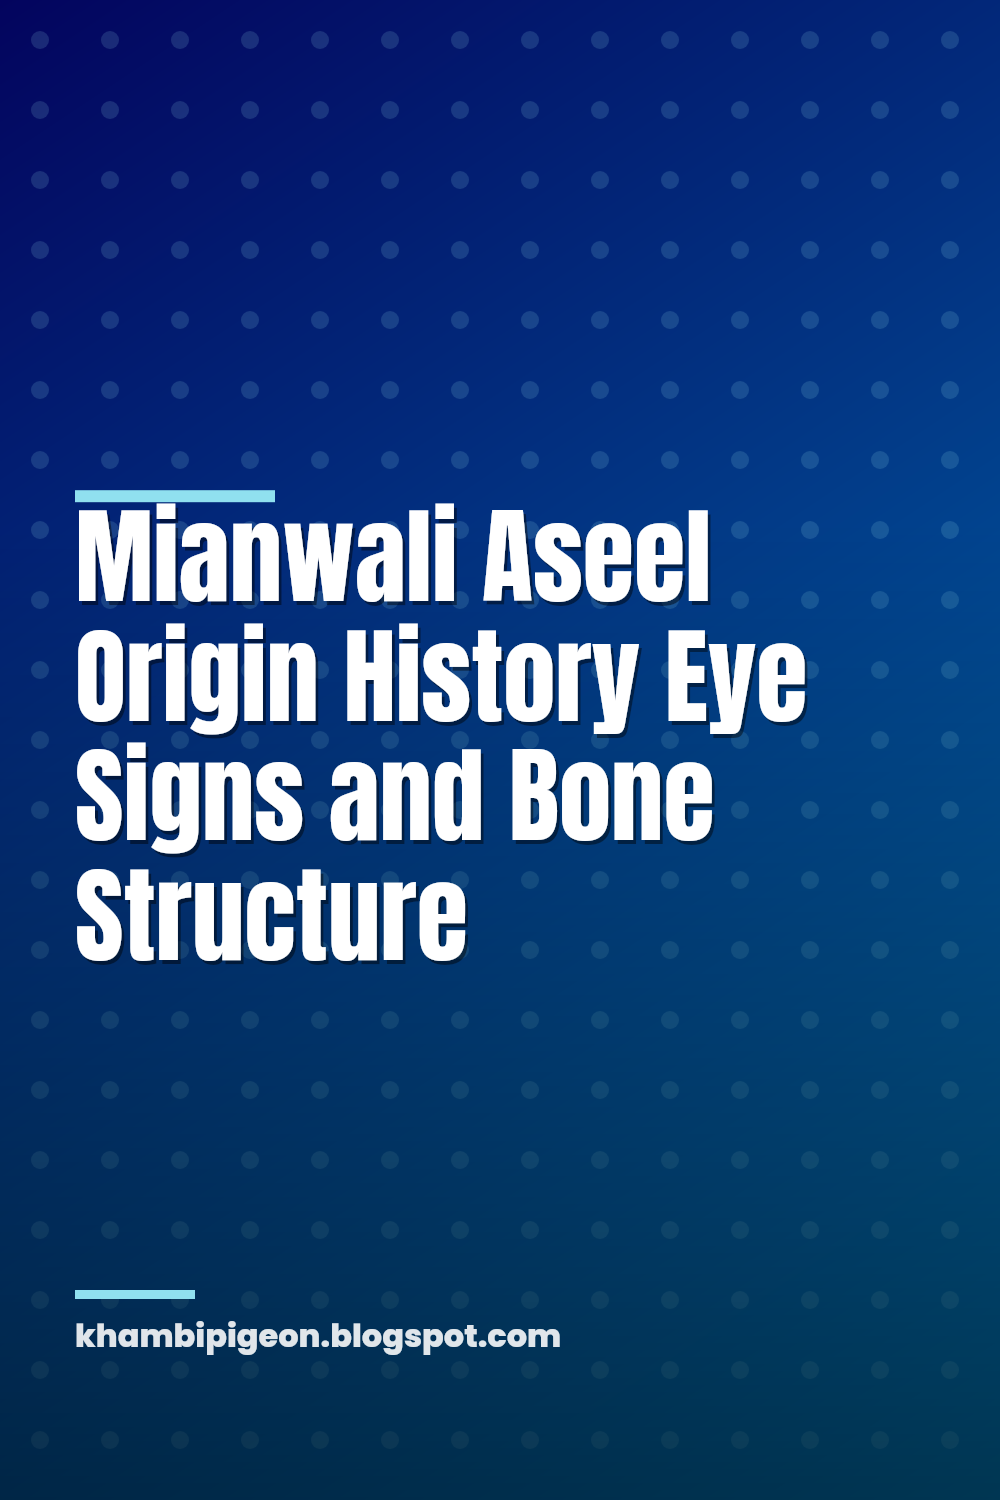 Mianwali Aseel
Origin History Eye
Signs and Bone
Structure
khambipigeon.blogspot.com